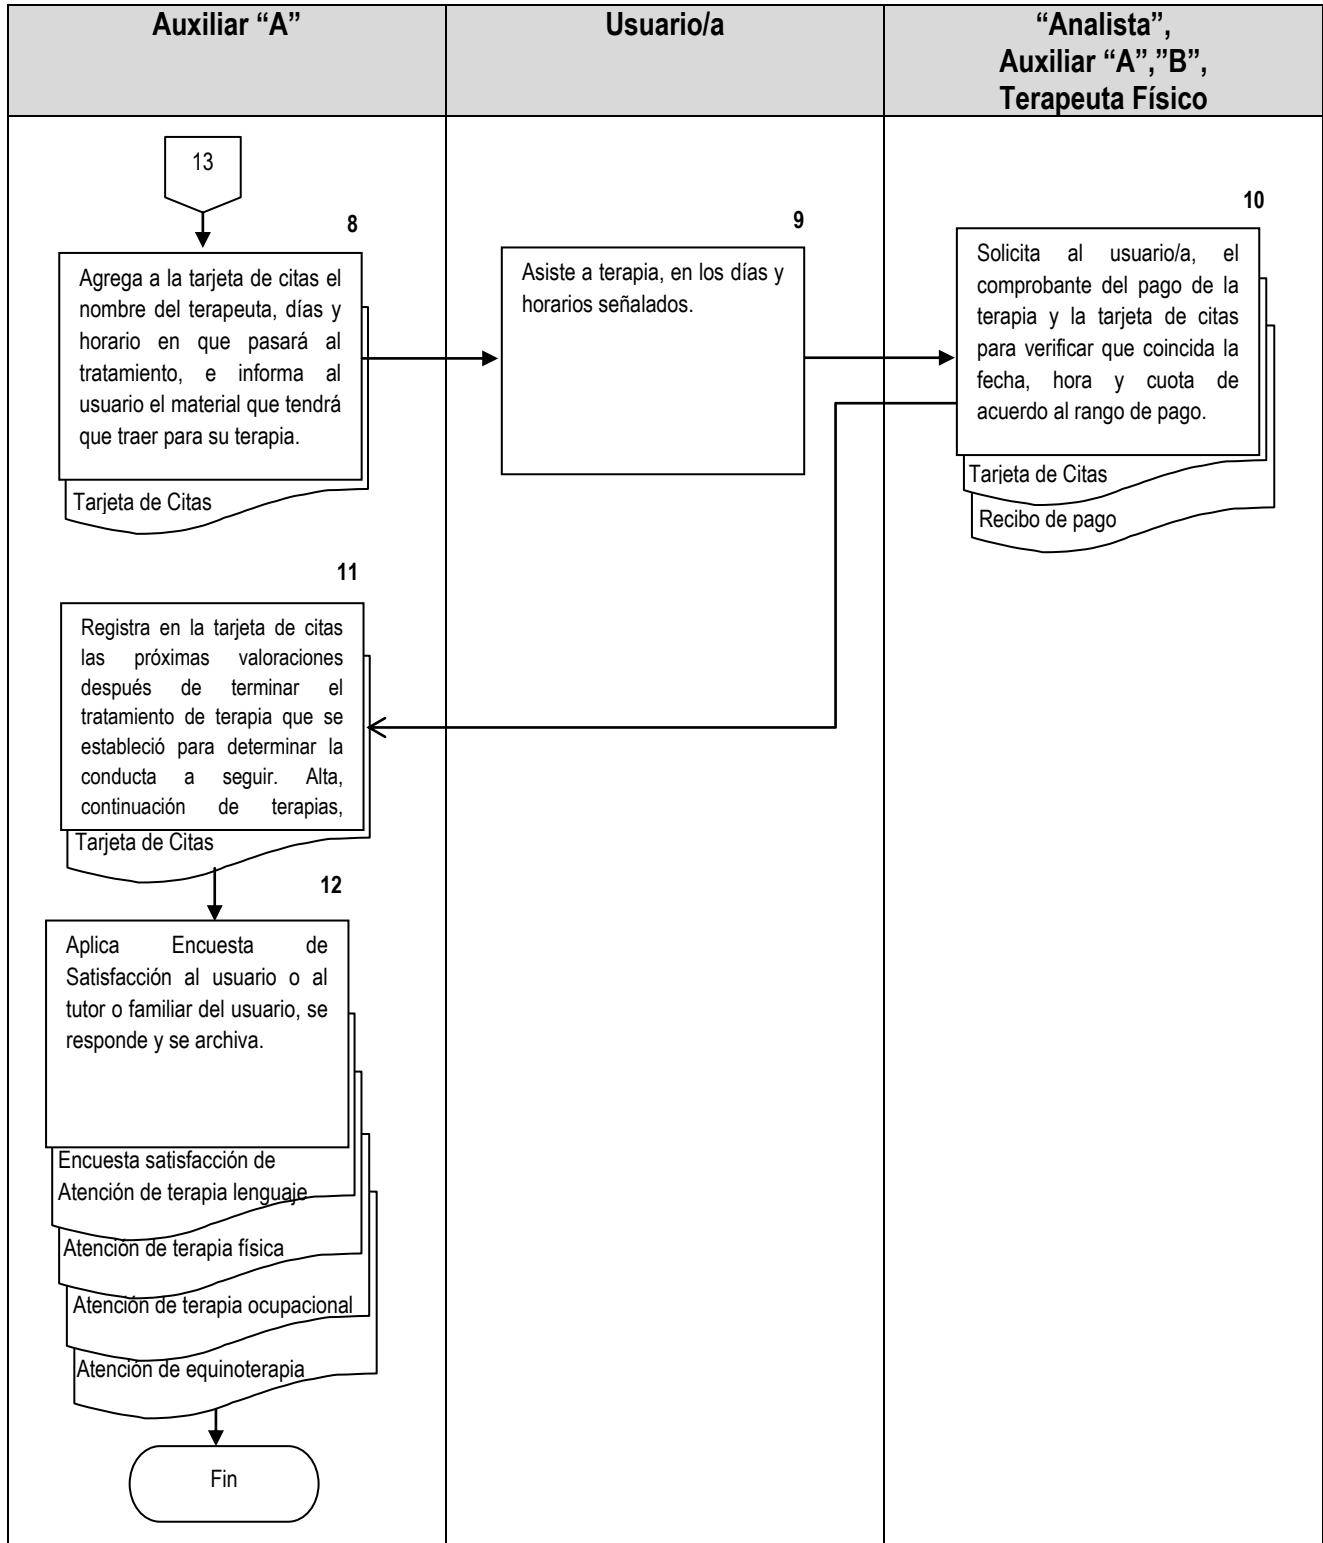 Auxiliar “A”
Usuario/a
“Analista”,
Auxiliar “A”,”B”,
Terapeuta Físico
13
8
Agrega a la tarjeta de citas el
nombre del terapeuta, días y
horario en que pasará al
tratamiento, e informa al
usuario el material que tendrá
que traer para su terapia.
Tarjeta de Citas
9
Asiste a terapia, en los días y
horarios señalados.
10
Solicita al usuario/a, el
comprobante del pago de la
terapia y la tarjeta de citas
para verificar que coincida la
fecha, hora y cuota de
acuerdo al rango de pago.
Tarjeta de Citas
Recibo de pago
11
Registra en la tarjeta de citas
las próximas valoraciones
después de terminar el
tratamiento de terapia que se
estableció para determinar la
conducta a seguir. Alta,
continuación de terapias,
Tarjeta de Citas
12
Aplica Encuesta de
Satisfacción al usuario o al
tutor o familiar del usuario, se
responde y se archiva.
Encuesta satisfacción de
Atención de terapia lenguaje
Atención de terapia física
Atención de terapia ocupacional
Atención de equinoterapia
Fin